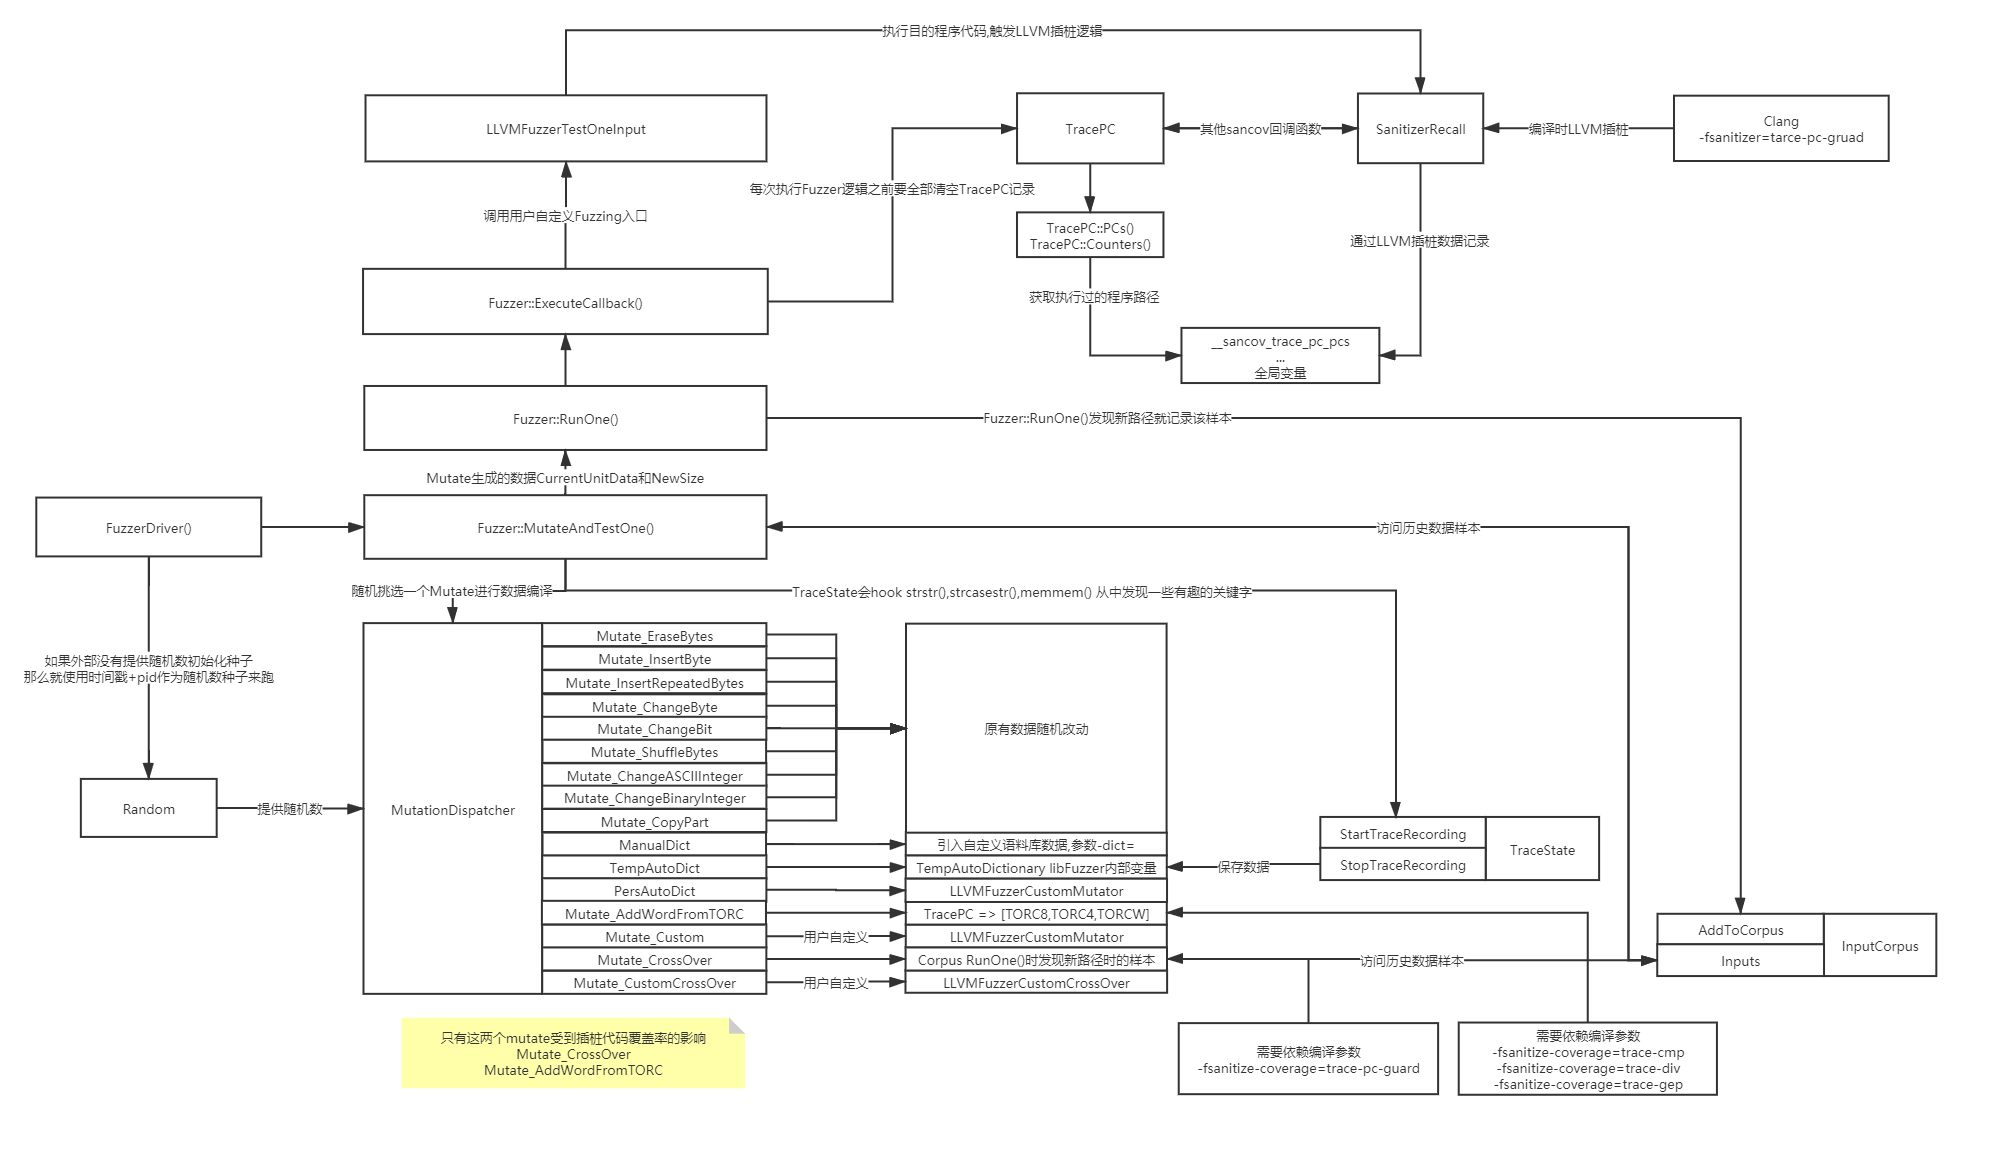 执行目的程序代码,触发LLVM插桩逻辑
LLVMFuzzerTestOneInput
TracePC
其他sancov回调函数
SanitizerRecall
编译时LLVM插桩
Clang
-fsanitizer=tarce-pc-gruad
每次执行Fuzzer逻辑之前要全部清空TracePC记录
调用用户自定义Fuzzing入口
TracePC::PCs()
TracePC::Counters()
通过LLVM插桩数据记录
Fuzzer::ExecuteCallback()
获取执行过的程序路径
__sancov_trace_pc_pcs
...
全局变量
Fuzzer::RunOne()
Fuzzer::RunOne()发现新路径就记录该样本
Mutate生成的数据CurrentUnitData和NewSize
FuzzerDriver()
Fuzzer::MutateAndTestOne()
访问历史数据样本
随机挑选一个Mutate进行数据编译
TraceState会hook strstr(),strcasestr(),memmem() 从中发现一些有趣的关键字
如果外部没有提供随机数初始化种子
那么就使用时间戳+pid作为随机数种子来跑
Random
提供随机数
MutationDispatcher
Mutate_EraseBytes
Mutate_InsertByte
Mutate_InsertRepeatedBytes
Mutate_ChangeByte
Mutate_ChangeBit
Mutate_ShuffleBytes
Mutate_ChangeASCIIInteger
Mutate_ChangeBinaryInteger
Mutate_CopyPart
ManualDict
TempAutoDict
PersAutoDict
Mutate_AddWordFromTORC
Mutate_Custom
Mutate_CrossOver
Mutate_CustomCrossOver
用户自定义
用户自定义
原有数据随机改动
引入自定义语料库数据,参数-dict=
TempAutoDictionary libFuzzer内部变量
LLVMFuzzerCustomMutator
TracePC => [TORC8,TORC4,TORCW]
LLVMFuzzerCustomMutator
Corpus RunOne()时发现新路径时的样本
LLVMFuzzerCustomCrossOver
保存数据
StartTraceRecording
StopTraceRecording
TraceState
访问历史数据样本
AddToCorpus
Inputs
InputCorpus
只有这两个mutate受到插桩代码覆盖率的影响
Mutate_CrossOver
Mutate_AddWordFromTORC
需要依赖编译参数
-fsanitize-coverage=trace-pc-guard
需要依赖编译参数
-fsanitize-coverage=trace-cmp
-fsanitize-coverage=trace-div
-fsanitize-coverage=trace-gep